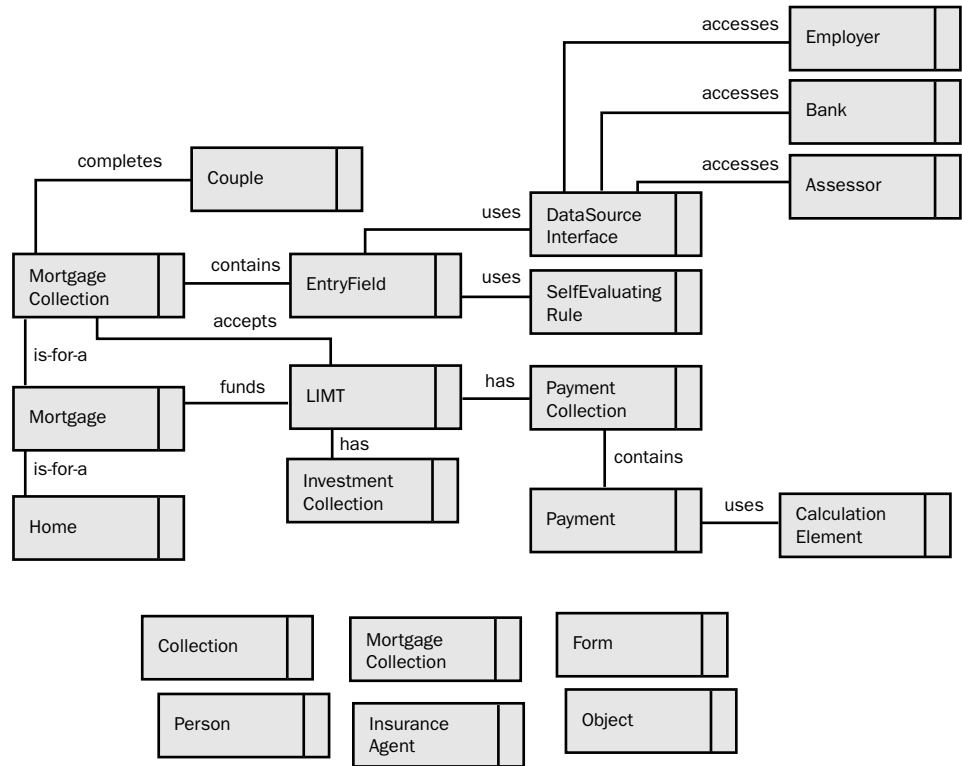 accesses
Employer
accesses
Bank
completes
accesses
Couple
Assessor
uses
DataSource
Interface
Mortgage
Collection
contains
EntryField
uses
SelfEvaluating
Rule
accepts
is-for-a
funds
LIMT
has
Payment
Collection
Mortgage
has
contains
is-for-a
Investment
Collection
Home
Payment
uses
Calculation
Element
Collection
Mortgage
Collection
Form
Person
Insurance
Agent
Object